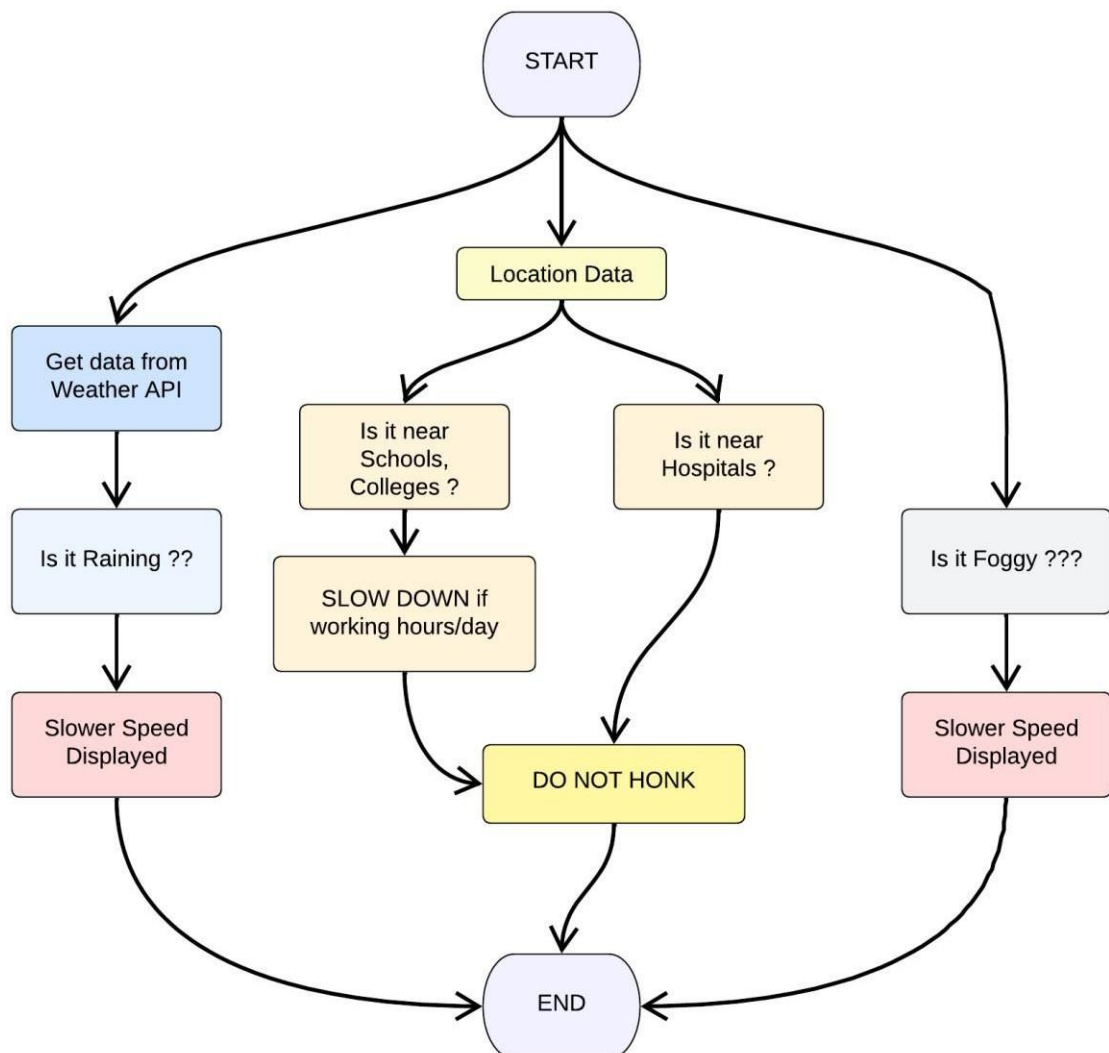 START
Location Data
Get data from
Weather API
Is it near
Schools,
Colleges ?
Is it near
Hospitals ?
Is it Raining ??
Is it Foggy ???
SLOW DOWN if
working hours/day
Slower Speed
Displayed
DO NOT HONK
Slower Speed
Displayed
END